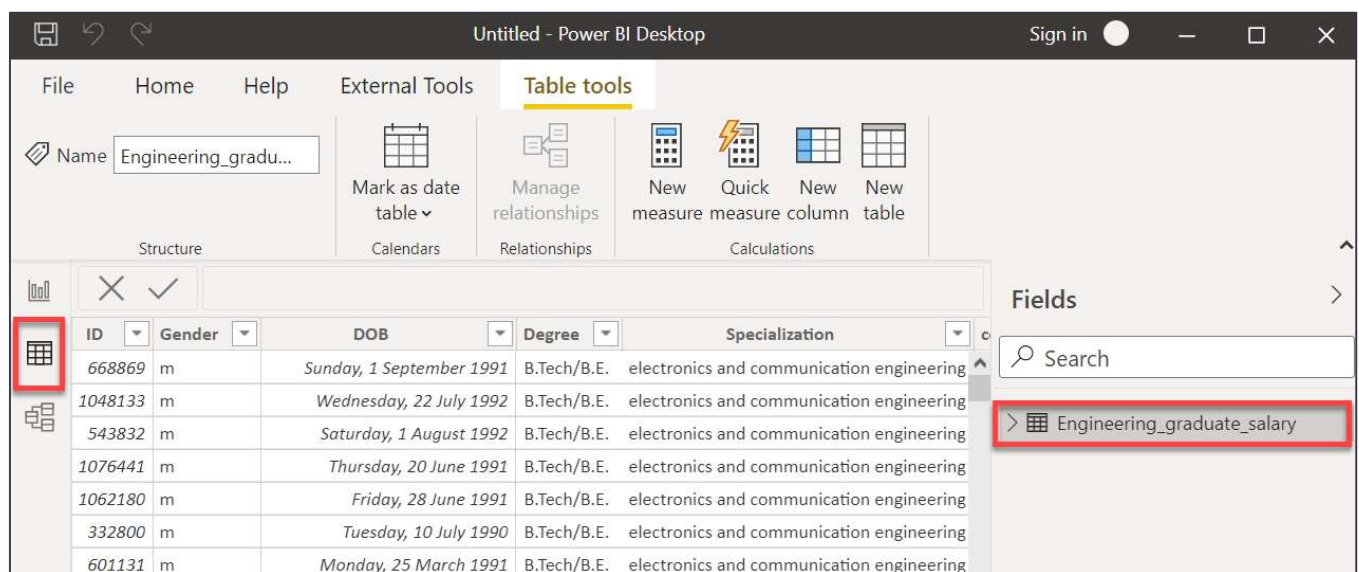 Untitled - Power BI Desktop Sign in
File Home Help External Tools Table tools
Name Engineering_gradu...
Mark as date table
Manage relationships
New measure
Quick measure
New column
New table
Structure Calendars Relationships Calculations
Fields
Search
Engineering_graduate_salary
ID Gender DOB Degree Specialization c
668869 m Sunday, 1 September 1991 B.Tech/B.E. electronics and communication engineering
1048133 m Wednesday, 22 July 1992 B.Tech/B.E. electronics and communication engineering
543832 m Saturday, 1 August 1992 B.Tech/B.E. electronics and communication engineering
1076441 m Thursday, 20 June 1991 B.Tech/B.E. electronics and communication engineering
1062180 m Friday, 28 June 1991 B.Tech/B.E. electronics and communication engineering
332800 m Tuesday, 10 July 1990 B.Tech/B.E. electronics and communication engineering
601131 m Monday, 25 March 1991 B.Tech/B.E. electronics and communication engineering